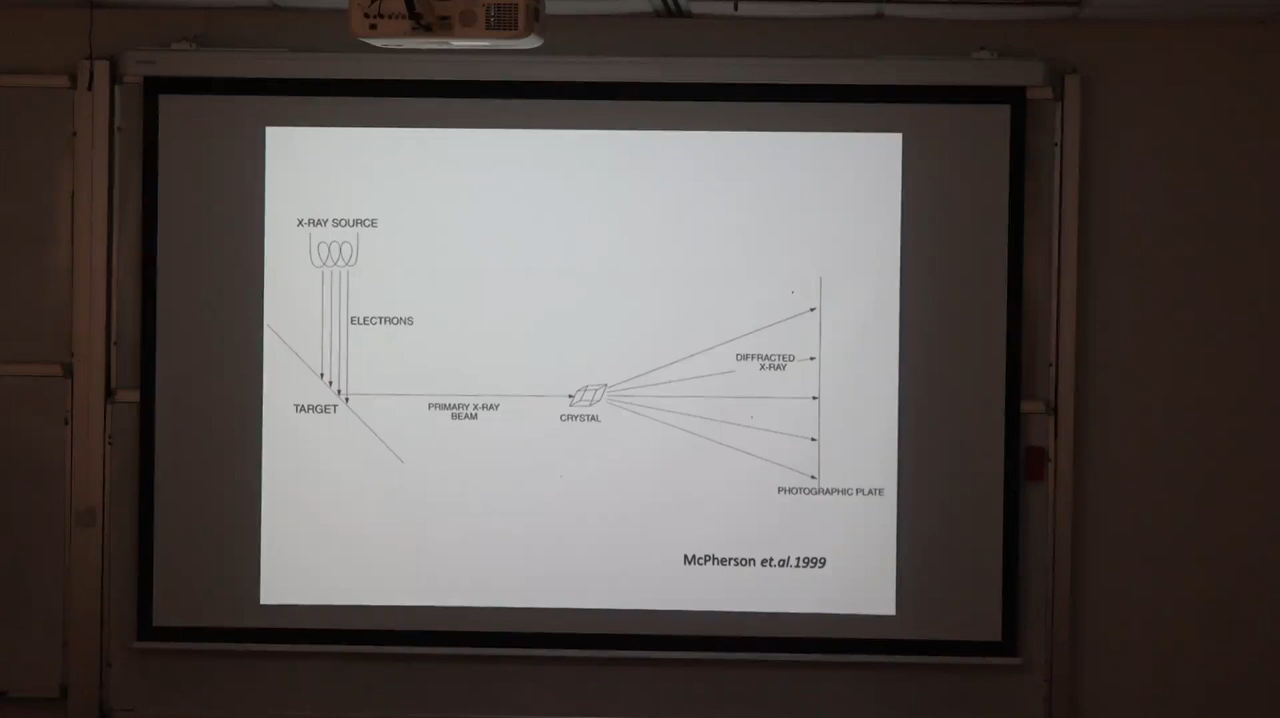 X-RAY SOURCE
ELECTRONS
TARGET
PRIMARY X-RAY
BEAM
CRYSTAL
DIFFRACTED
X-RAY
PHOTOGRAPHIC PLATE
McPherson et.al.1999